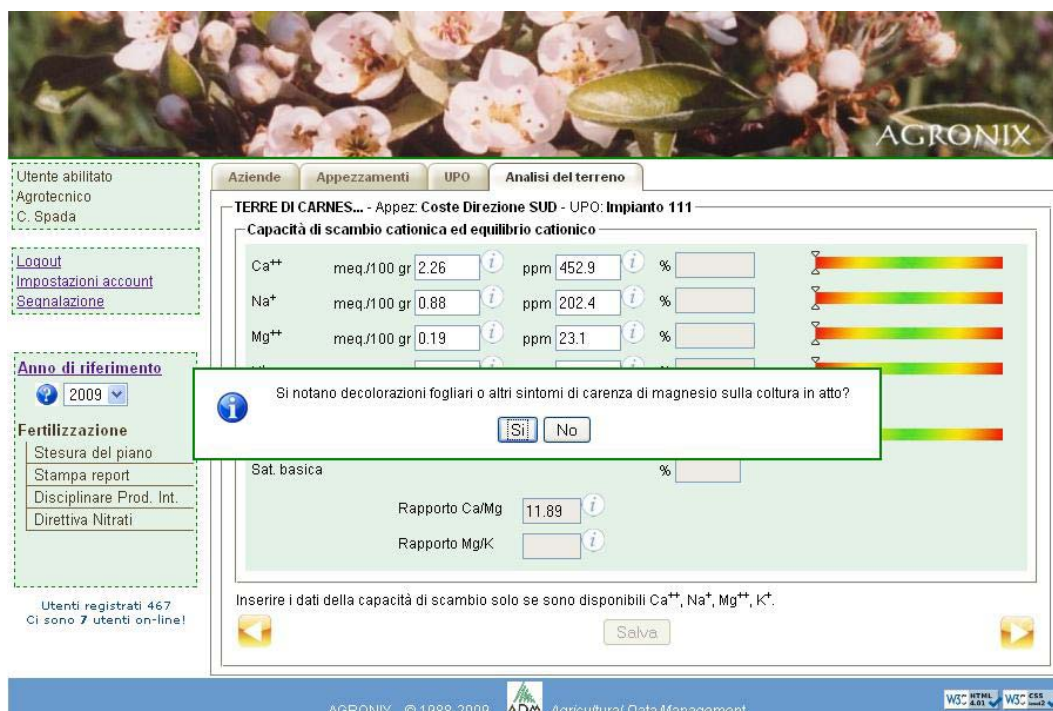 AGRONIX
Utente abilitato
Agrotecnico
C. Spada
Logout
Impostazioni account
Segnalazione
Anno di riferimento
2009
Fertilizzazione
Stesura del piano
Stampa report
Disciplinare Prod. Int.
Direttiva Nitrati
Utenti registrati 467
Ci sono 7 utenti on-line!
Aziende Appezzamenti UPO Analisi del terreno
TERRE DI CARNES... - Appez: Coste Direzione SUD - UPO: Impianto 111
Capacità di scambio cationica ed equilibrio cationico
Ca++ meq./100 gr 2.26 ppm 452.9 %
Na+ meq./100 gr 0.88 ppm 202.4 %
Mg++ meq./100 gr 0.19 ppm 23.1 %
Si notano decolorazioni fogliari o altri sintomi di carenza di magnesio sulla coltura in atto?
Si No
Sat. basica %
Rapporto Ca/Mg 11.89
Rapporto Mg/K
Inserire i dati della capacità di scambio solo se sono disponibili Ca++, Na+, Mg++, K+.
Salva
AGRONIX - © 1988-2009 ADM Agricultural Data Management
W3C HTML 4.01 W3C CSS